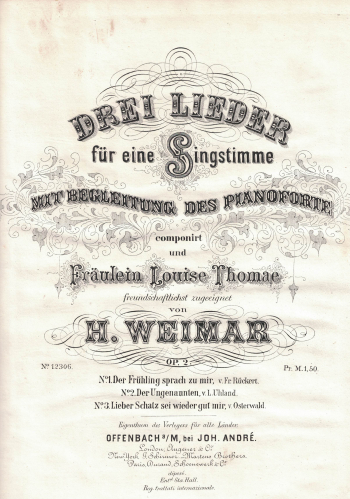 DREI LIEDER
für eine Singstimme
MIT BEGLEITUNG DES PIANOFORTE
componirt
und
Fräulein Louise Thomae
freundschaftlichst zugeeignet
von
H. WEIMAR
OP. 2
No. 12306.
Pr. M. 1,50.
No. 1. Der Frühling sprach zu mir, v. Fr. Rückert.
No. 2. Der Ungenannten, v. L. Uhland.
No. 3. Lieber Schatz sei wieder gut mir, v. Osterwald
Eigenthum des Verlegers für alle Länder.
OFFENBACH a/M, bei JOH. ANDRÉ.
London, Augener & Co.
New York, G. Schirmer. Martens Brothers.
Paris, Durand, Schoenewerk & Co.
déposé.
Entd. Sta. Hall.
Reg. trattati internazionale.